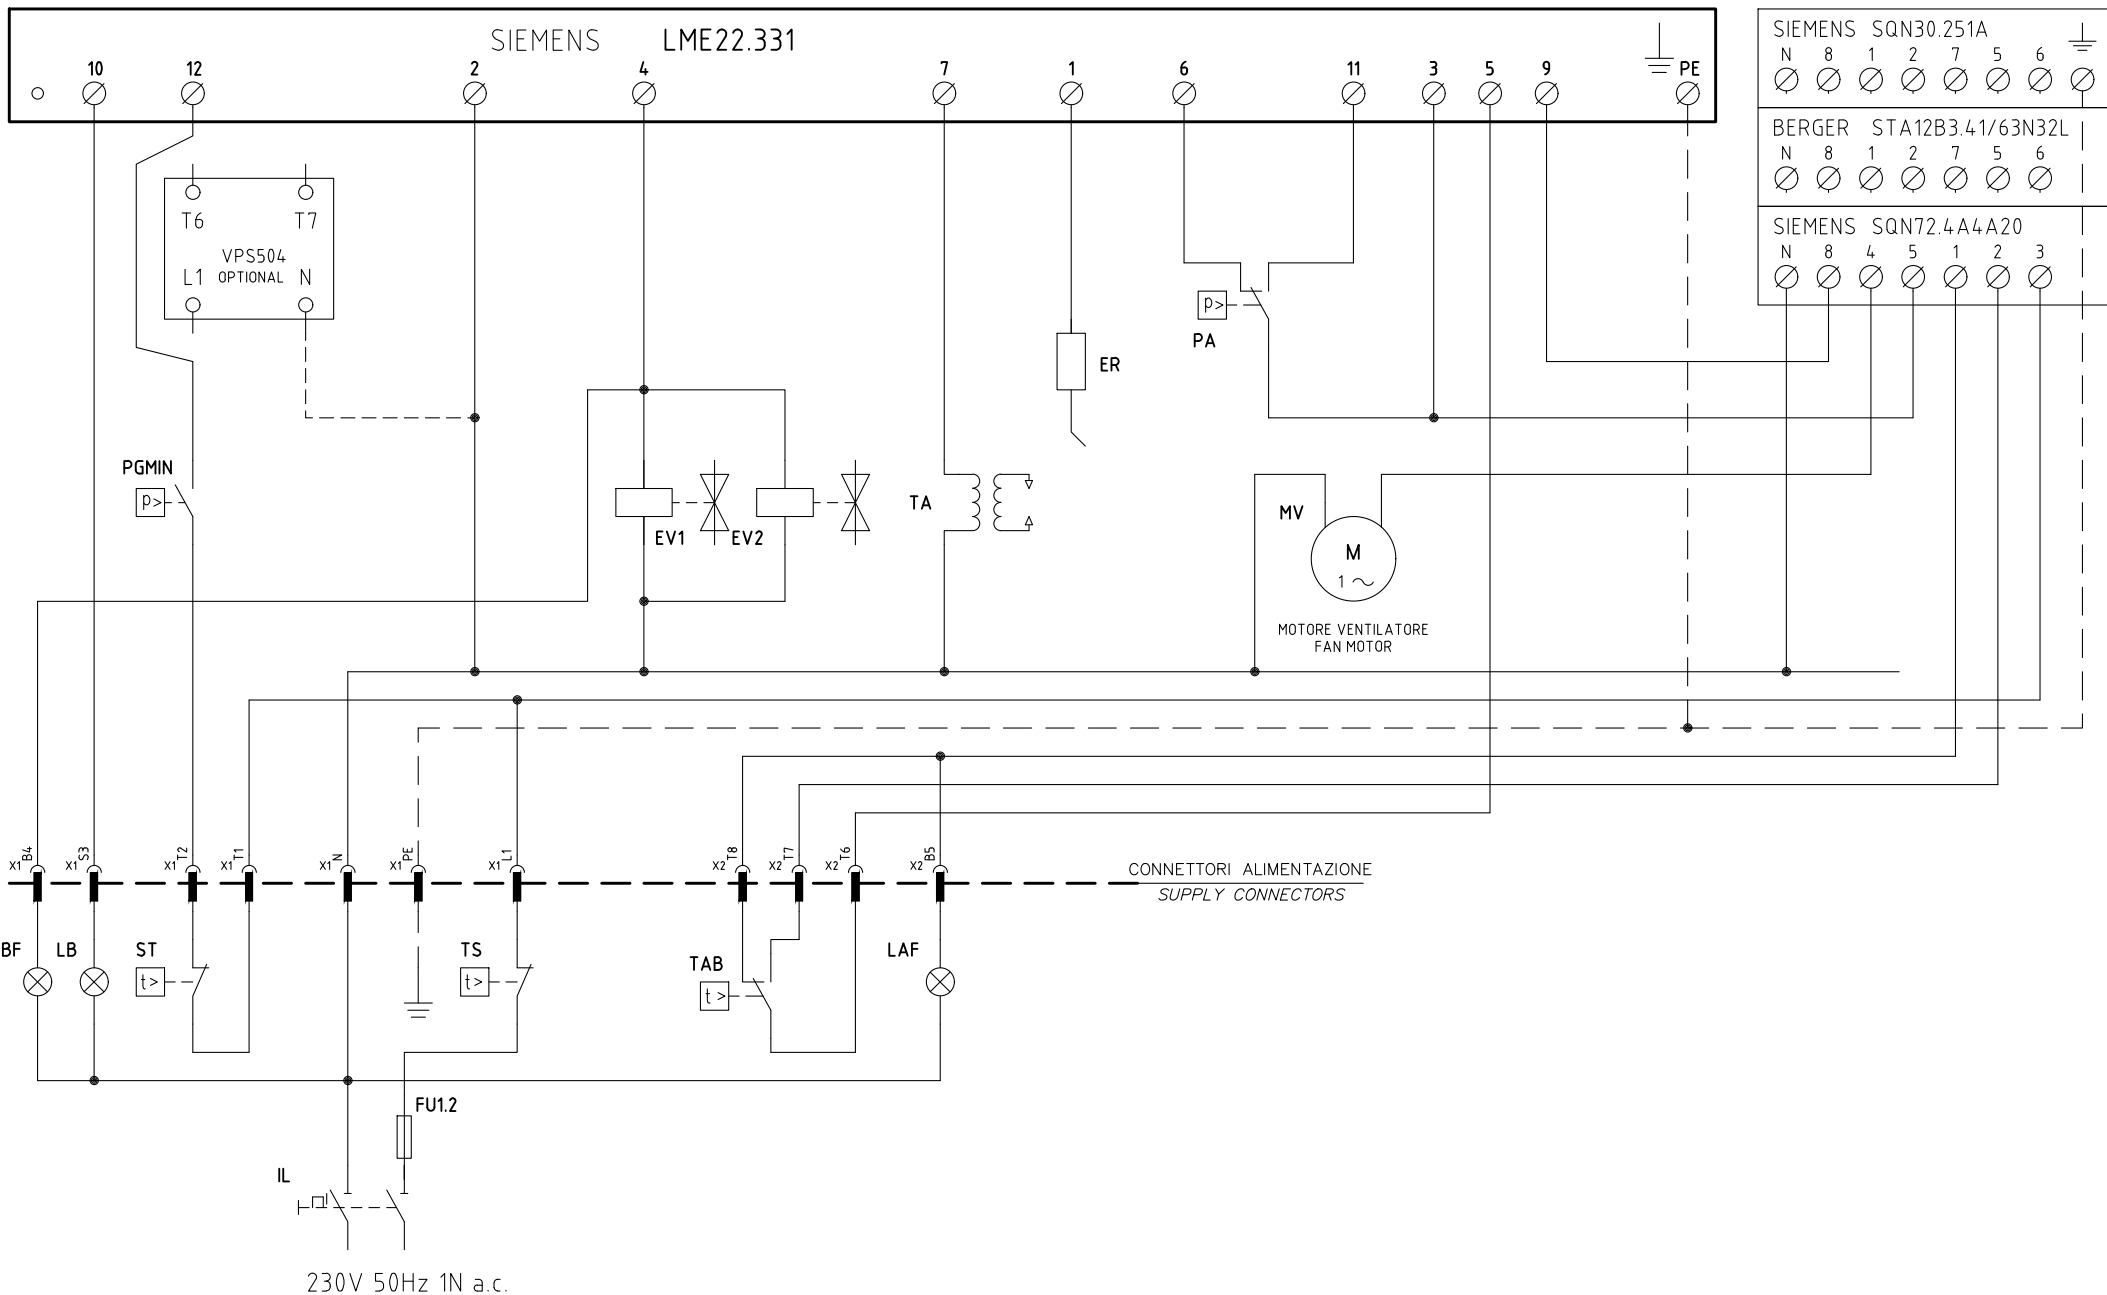 SIEMENS LME22.331
10 12 2 4 7 1 6 11 3 5 9 PE
SIEMENS SQN30.251A
N 8 1 2 7 5 6
BERGER STA12B3.41/63N32L
N 8 1 2 7 5 6
SIEMENS SQN72.4A4A20
N 8 4 5 1 2 3
T6 T7
VPS504
L1 OPTIONAL N
p>
PA
ER
PGMIN
p>
EV1 EV2
TA
MV
M
1 ~
MOTORE VENTILATORE
FAN MOTOR
X1 B4 X1 S3 X1 T2 X1 T1 X1 N X1 PE X1 L1 X2 T8 X2 T7 X2 T6 X2 B5
CONNETTORI ALIMENTAZIONE
SUPPLY CONNECTORS
BF LB ST TS TAB LAF
t> t> t>
FU1.2
IL
230V 50Hz 1N a.c.